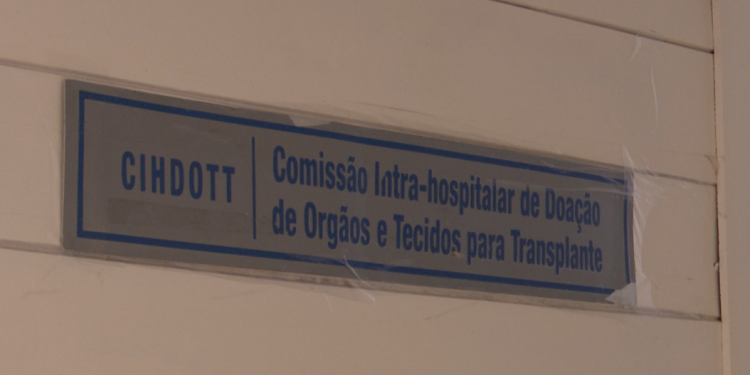 CIHDOTT
Comissão Intra-hospitalar de Doação
de Orgãos e Tecidos para Transplante